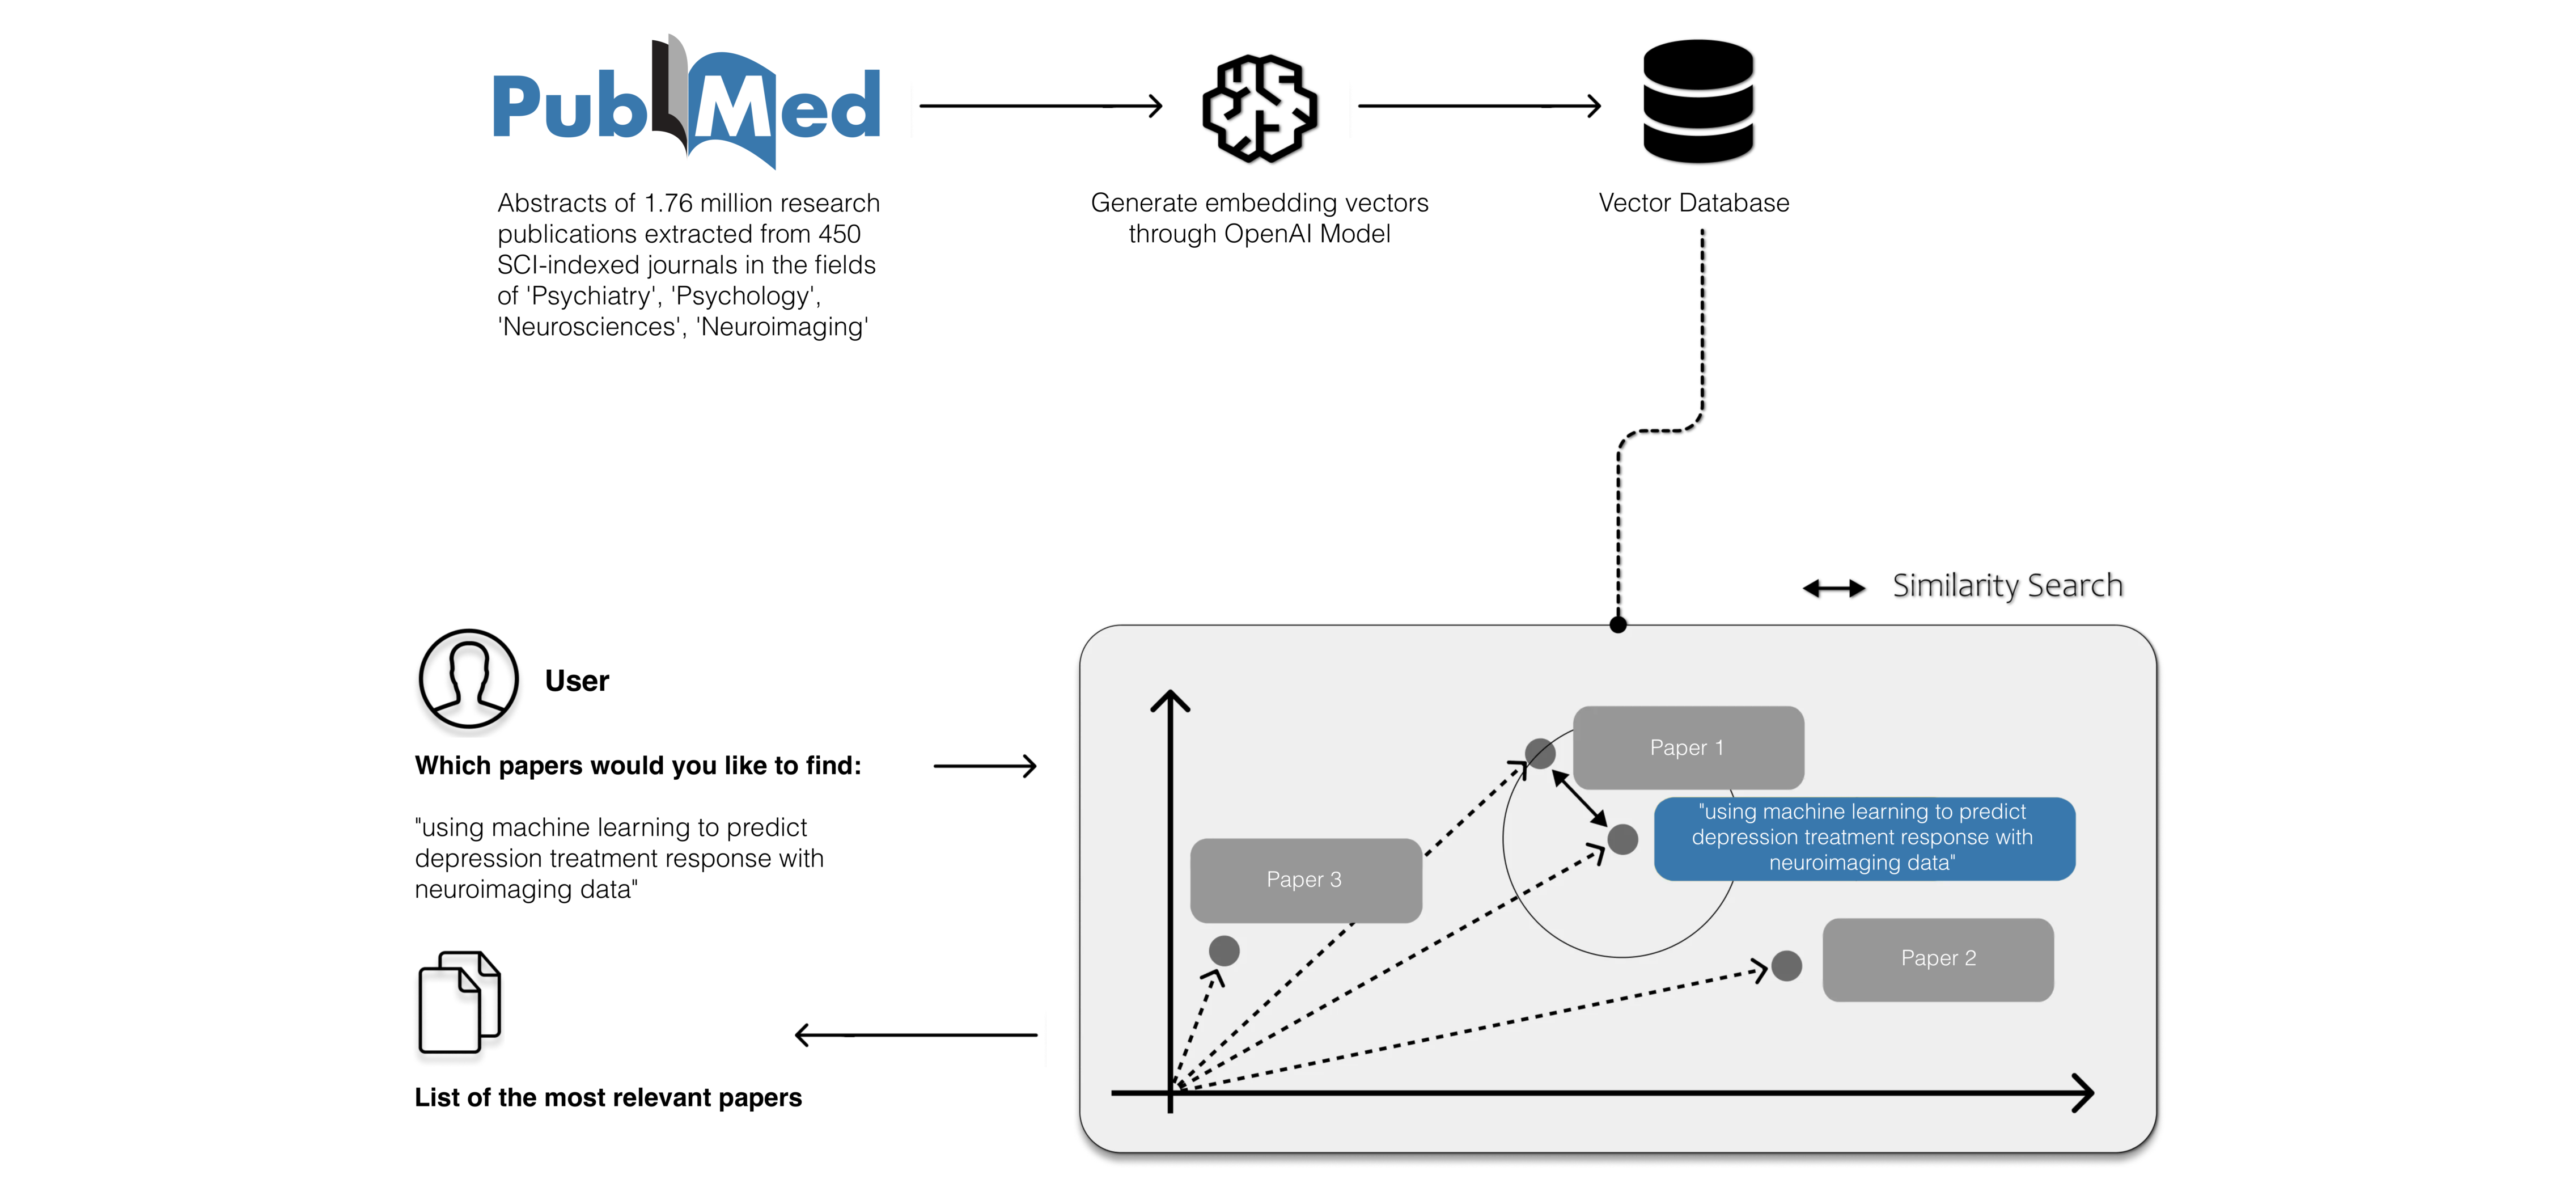 PubMed
Abstracts of 1.76 million research
publications extracted from 450
SCI-indexed journals in the fields
of 'Psychiatry', 'Psychology',
'Neurosciences', 'Neuroimaging'
Generate embedding vectors
through OpenAI Model
Vector Database
Similarity Search
User
Which papers would you like to find:
"using machine learning to predict
depression treatment response with
neuroimaging data"
List of the most relevant papers
Paper 1
"using machine learning to predict
depression treatment response with
neuroimaging data"
Paper 3
Paper 2